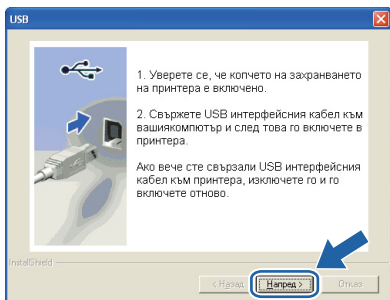 USB
1. Уверете се, че копчето на захранването
на принтера е включено.
2. Свържете USB интерфейсния кабел към
вашиякомпютър и след това го включете в
принтера.
Ако вече сте свързали USB интерфейсния
кабел към принтера, изключете го и го
включете отново.
InstallShield
< Назад
Напред >
Отказ